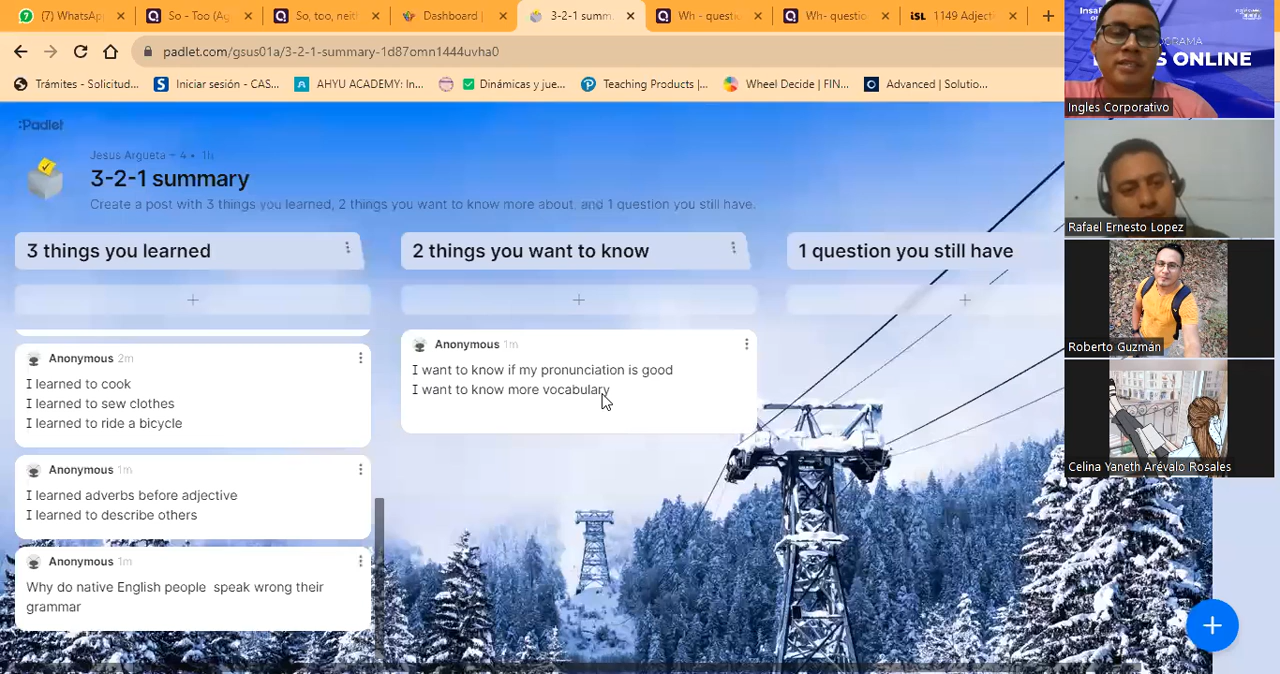 (7) WhatsApp
So - Too (Ag
So, too, neit
Dashboard |
3-2-1 summ
Wh - questi
Wh- questio
iSL 1149 Adject
padlet.com/gsus01a/3-2-1-summary-1d87omn1444uvha0
Trámites - Solicitud...
Iniciar sesión - CAS...
AHYU ACADEMY: In...
Dinámicas y jue...
Teaching Products |...
Wheel Decide | FIN...
Advanced | Solutio...
:Padlet
Jesus Argueta + 4 • 1h
3-2-1 summary
Create a post with 3 things you learned, 2 things you want to know more about, and 1 question you still have.
3 things you learned
2 things you want to know
1 question you still have
Anonymous 2m
I learned to cook
I learned to sew clothes
I learned to ride a bicycle
Anonymous 1m
I learned adverbs before adjective
I learned to describe others
Anonymous 1m
Why do native English people speak wrong their
grammar
Anonymous 1m
I want to know if my pronunciation is good
I want to know more vocabulary
S ONLINE
Ingles Corporativo
Rafael Ernesto Lopez
Roberto Guzmán
Celina Yaneth Arévalo Rosales